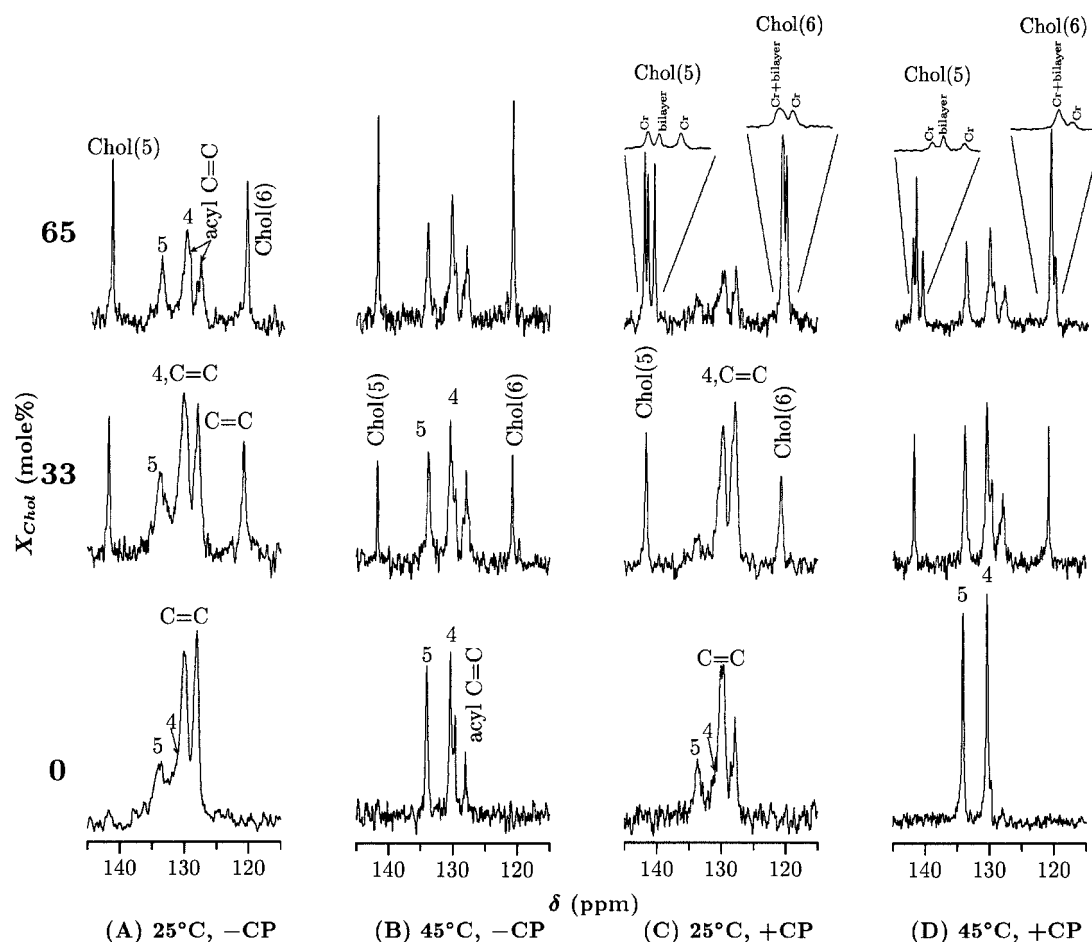 Chol(5)
5
4
acyl C=C
Chol(6)
Chol(5)
Cr
bilayer
Cr
Chol(6)
Cr+bilayer
Cr
Chol(5)
Cr
bilayer
Cr
Chol(6)
Cr+bilayer
Cr
65
4,C=C
C=C
5
Chol(5)
5
4
Chol(6)
Chol(5)
4,C=C
Chol(6)
33
X_Chol (mole%)
C=C
5
4
5
4
acyl C=C
C=C
5
4
5
4
0
140 130 120
140 130 120
140 130 120
140 130 120
δ (ppm)
(A) 25°C, −CP
(B) 45°C, −CP
(C) 25°C, +CP
(D) 45°C, +CP